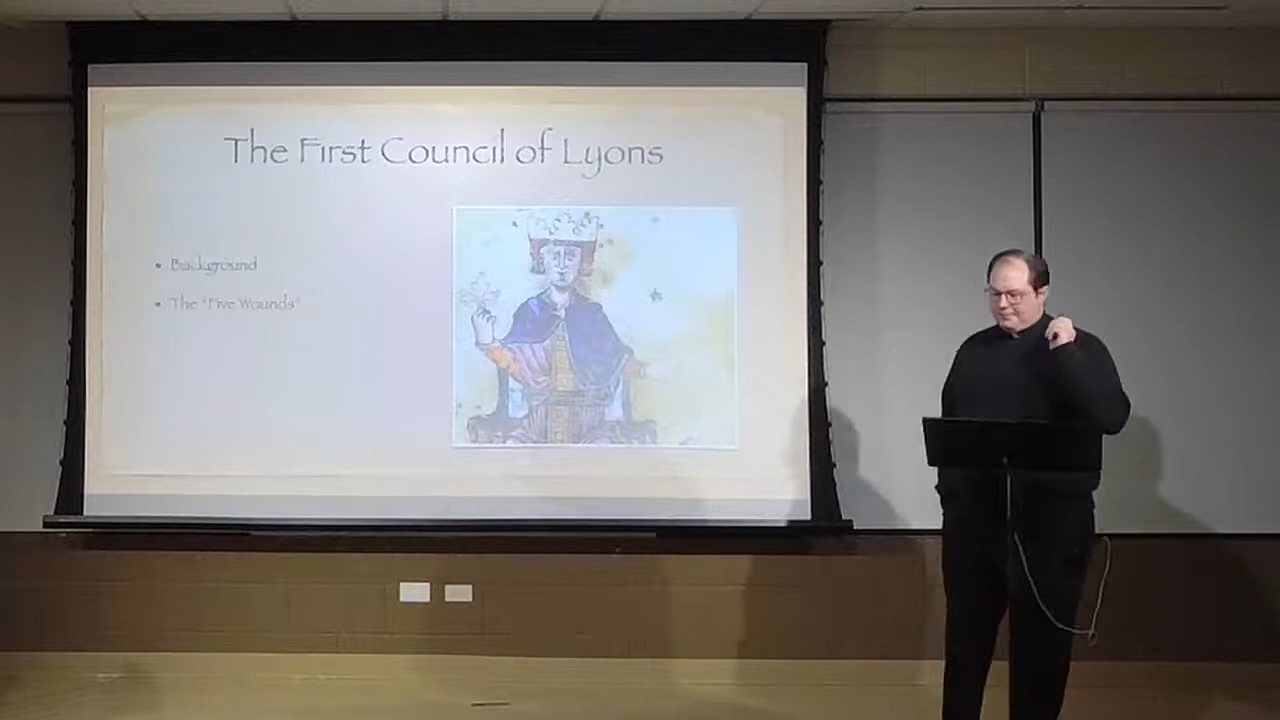 The First Council of Lyons
• Background
• The "Five Wounds"